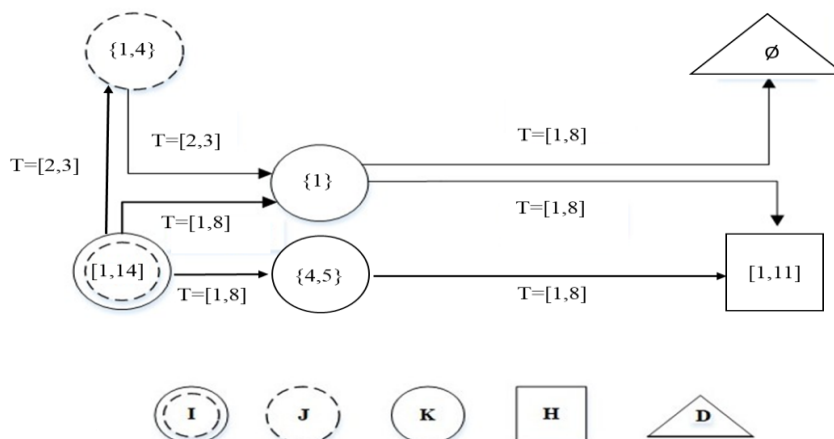 {1,4}
ø
T=[1,8]
T=[2,3]
T=[2,3]
{1}
T=[1,8]
T=[1,8]
[1,14]
{4,5}
[1,11]
T=[1,8]
T=[1,8]
I
J
K
H
D